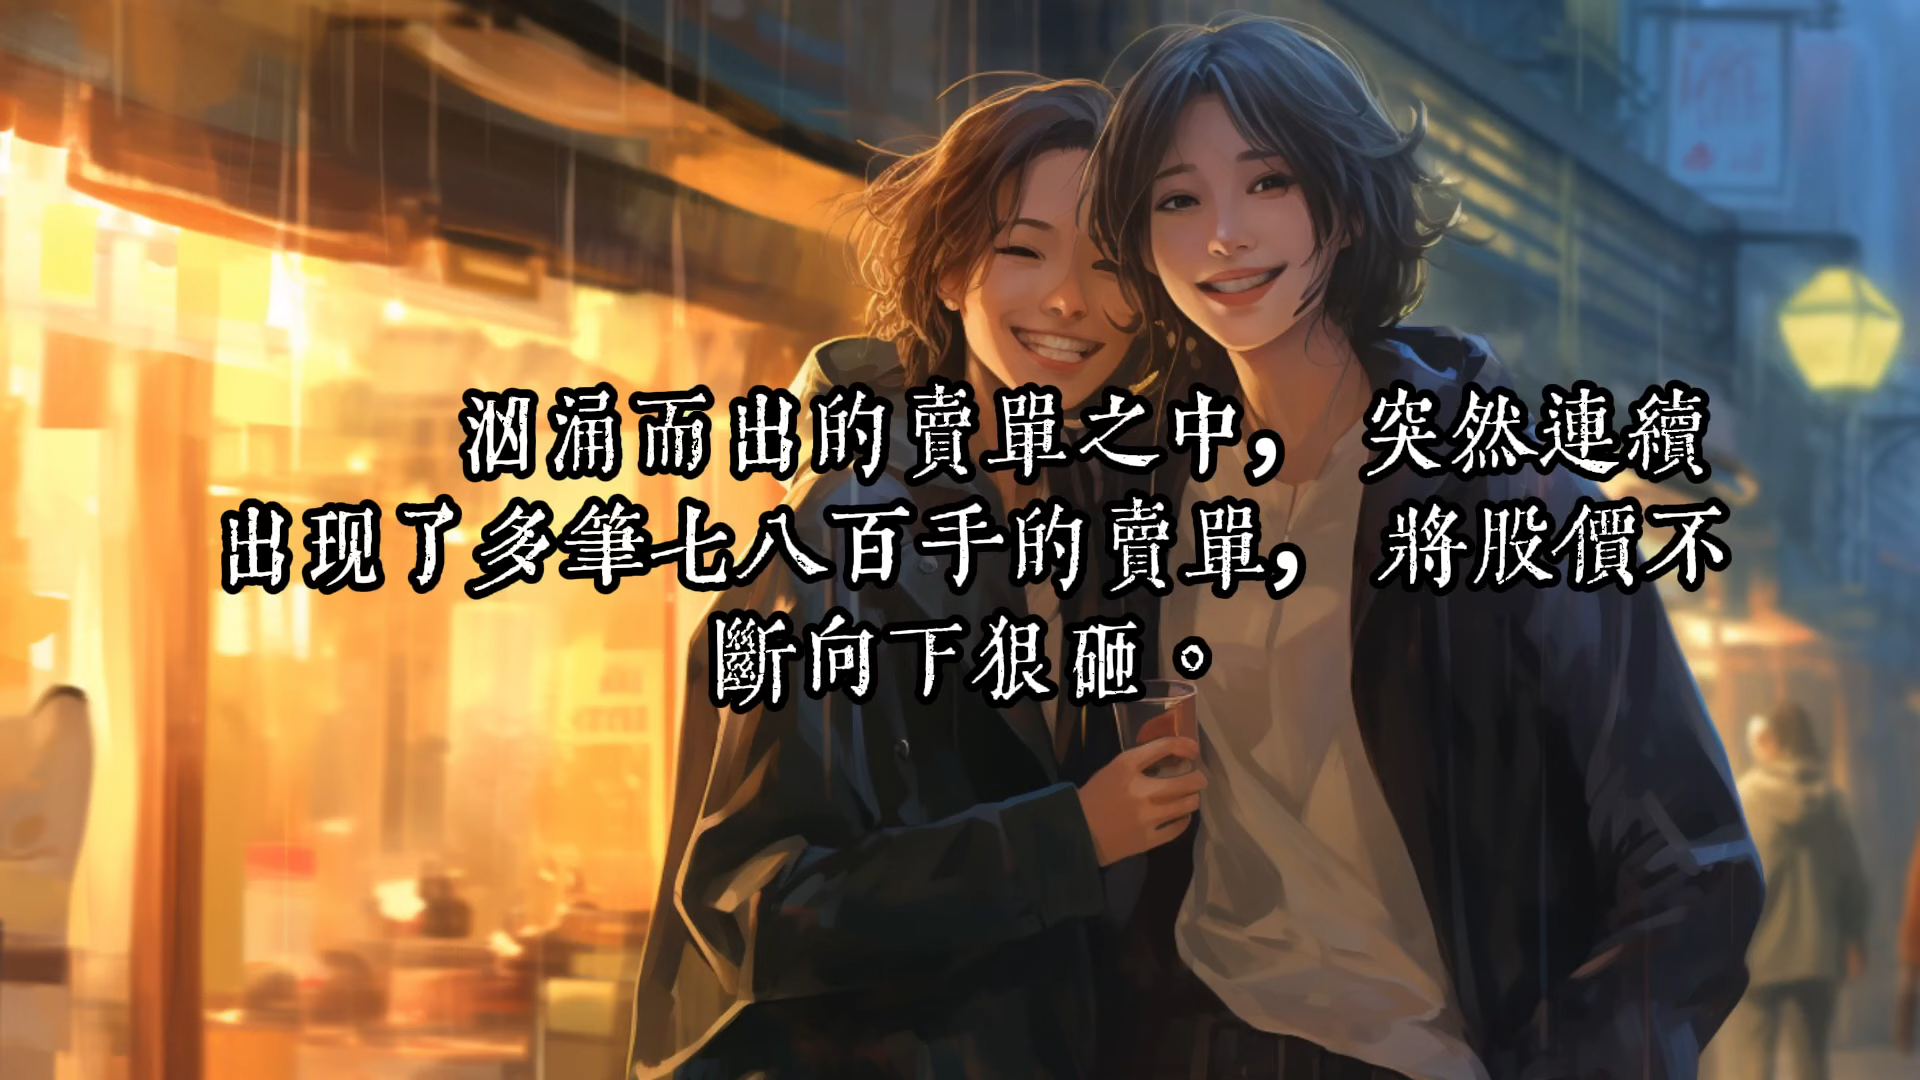 洶涌而出的賣單之中，突然連續
出现了多筆七八百手的賣單，將股價不
斷向下狠砸。